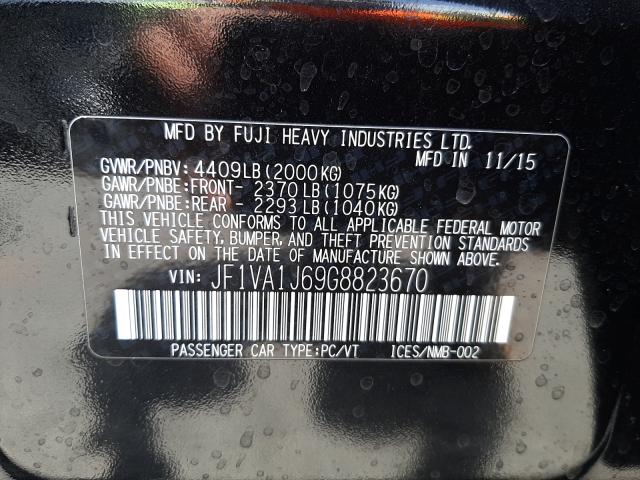 MFD BY FUJI HEAVY INDUSTRIES LTD.
MFD IN 11/15
GVWR/PNBV: 4409LB(2000KG)
GAWR/PNBE:FRONT- 2370LB(1075KG)
GAWR/PNBE:REAR - 2293LB(1040KG)
THIS VEHICLE CONFORMS TO ALL APPLICABLE FEDERAL MOTOR
VEHICLE SAFETY, BUMPER, AND THEFT PREVENTION STANDARDS
IN EFFECT ON THE DATE OF MANUFACTURE SHOWN ABOVE.
VIN: JF1VA1J69G8823670
PASSENGER CAR TYPE:PC/VT ICES/NMB-002